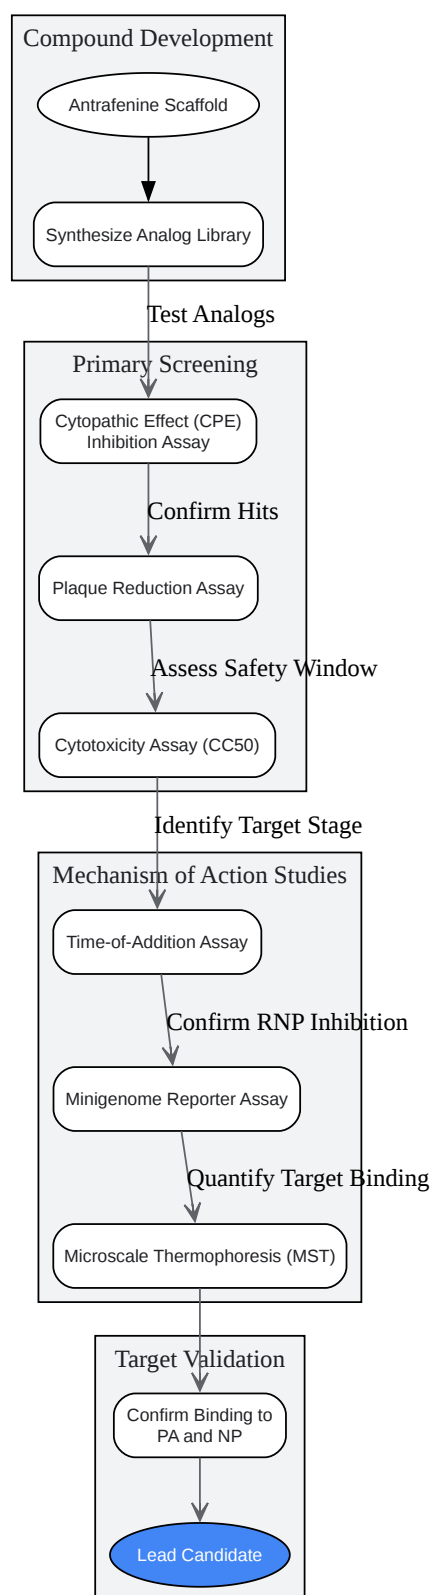 Compound Development
Antrafenine Scaffold
Synthesize Analog Library
Test Analogs
Primary Screening
Cytopathic Effect (CPE)
Inhibition Assay
Confirm Hits
Plaque Reduction Assay
Assess Safety Window
Cytotoxicity Assay (CC50)
Identify Target Stage
Mechanism of Action Studies
Time-of-Addition Assay
Confirm RNP Inhibition
Minigenome Reporter Assay
Quantify Target Binding
Microscale Thermophoresis (MST)
Target Validation
Confirm Binding to
PA and NP
Lead Candidate